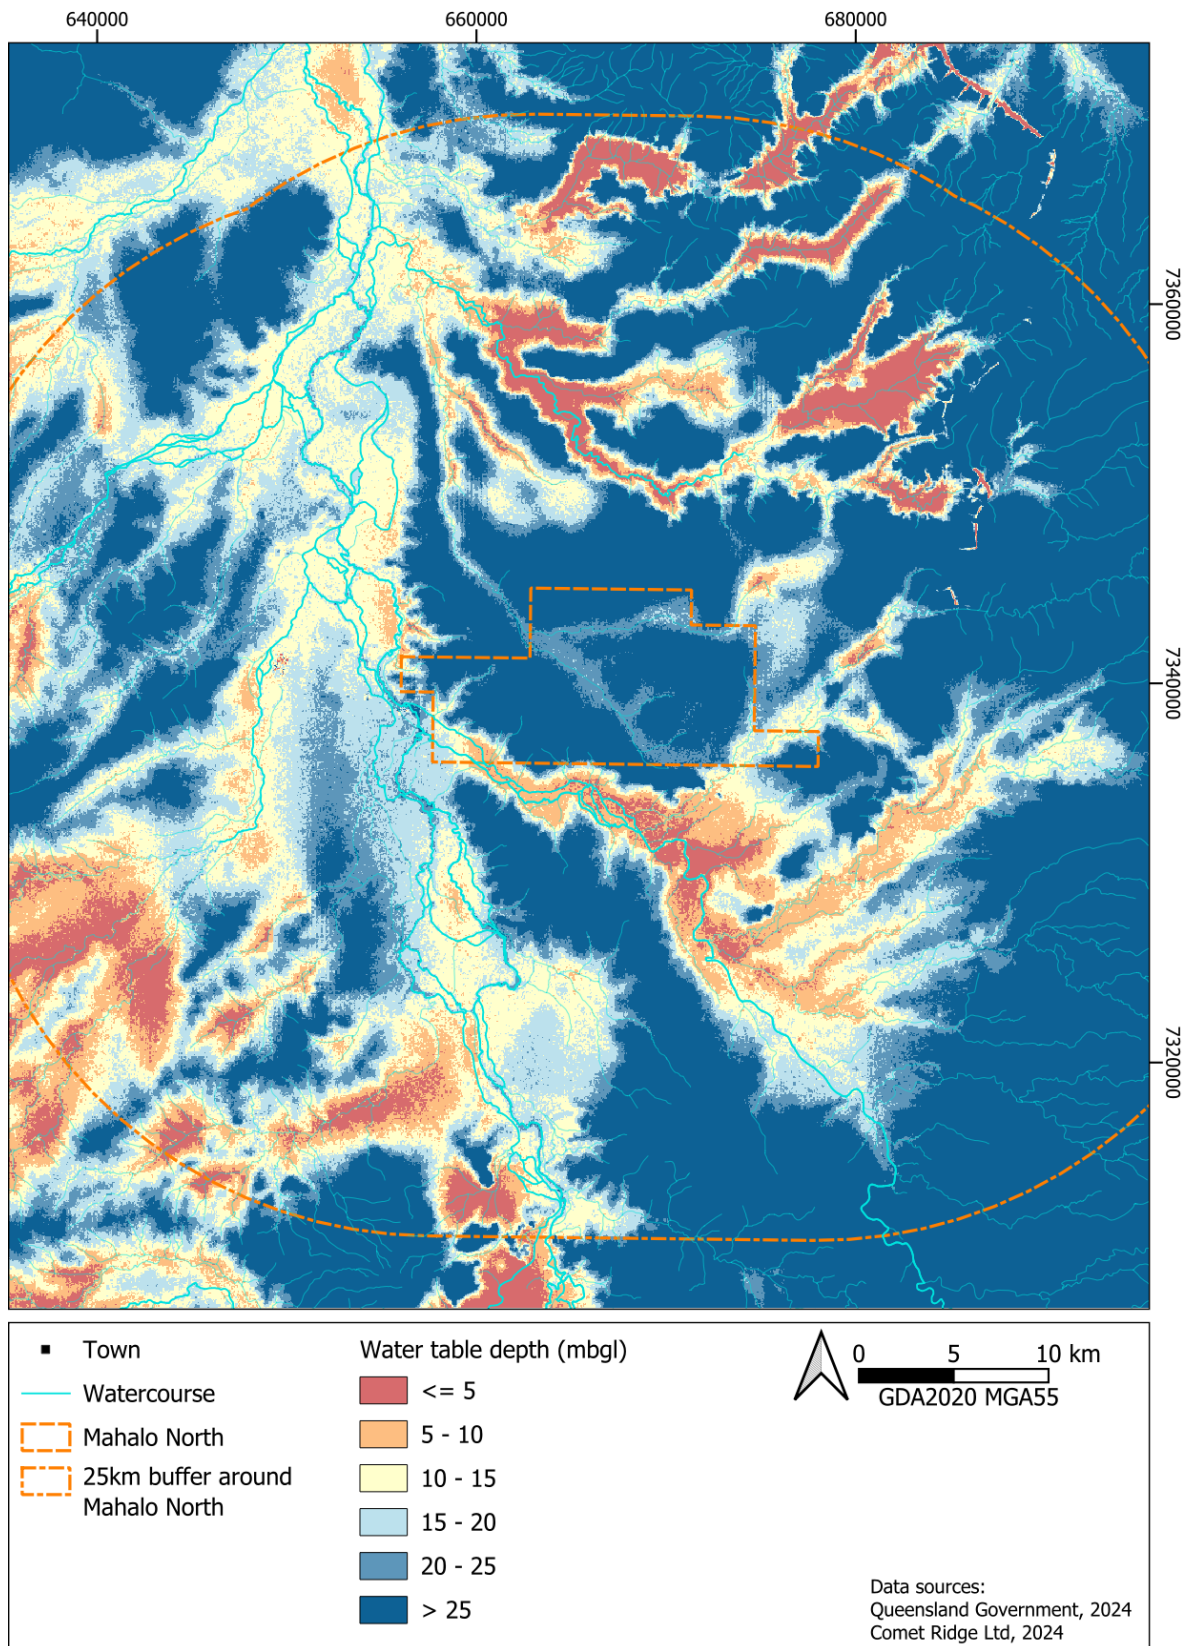 640000
660000
680000
7360000
7340000
7320000
Town
Watercourse
Mahalo North
25km buffer around
Mahalo North
Water table depth (mbgl)
<= 5
5 - 10
10 - 15
15 - 20
20 - 25
> 25
0 5 10 km
GDA2020 MGA55
Data sources:
Queensland Government, 2024
Comet Ridge Ltd, 2024